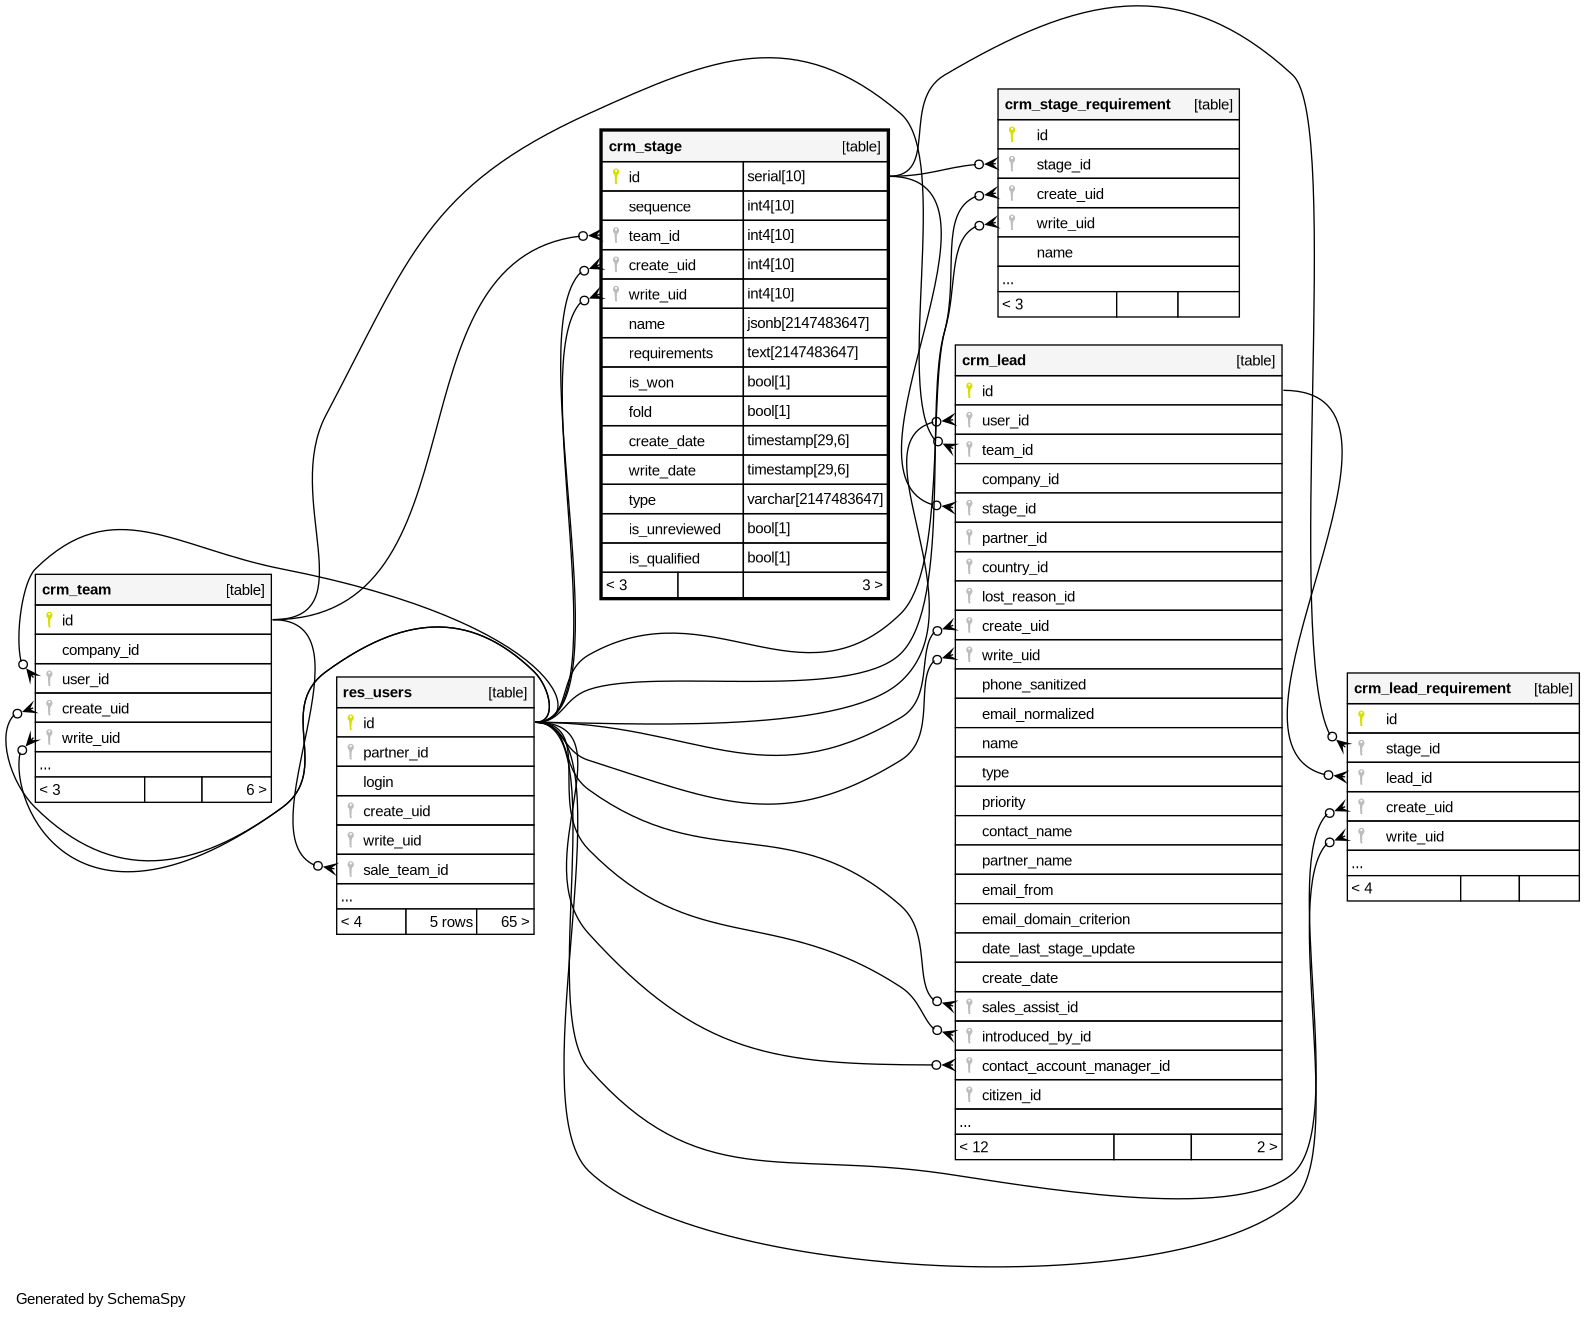 crm_stage_requirement [table]
id
stage_id
create_uid
write_uid
name
...
< 3
crm_stage [table]
id serial[10]
sequence int4[10]
team_id int4[10]
create_uid int4[10]
write_uid int4[10]
name jsonb[2147483647]
requirements text[2147483647]
is_won bool[1]
fold bool[1]
create_date timestamp[29,6]
write_date timestamp[29,6]
type varchar[2147483647]
is_unreviewed bool[1]
is_qualified bool[1]
< 3 3 >
crm_lead [table]
id
user_id
team_id
company_id
stage_id
partner_id
country_id
lost_reason_id
create_uid
write_uid
phone_sanitized
email_normalized
name
type
priority
contact_name
partner_name
email_from
email_domain_criterion
date_last_stage_update
create_date
sales_assist_id
introduced_by_id
contact_account_manager_id
citizen_id
...
< 12 2 >
crm_team [table]
id
company_id
user_id
create_uid
write_uid
...
< 3 6 >
res_users [table]
id
partner_id
login
create_uid
write_uid
sale_team_id
...
< 4 5 rows 65 >
crm_lead_requirement [table]
id
stage_id
lead_id
create_uid
write_uid
...
< 4
Generated by SchemaSpy